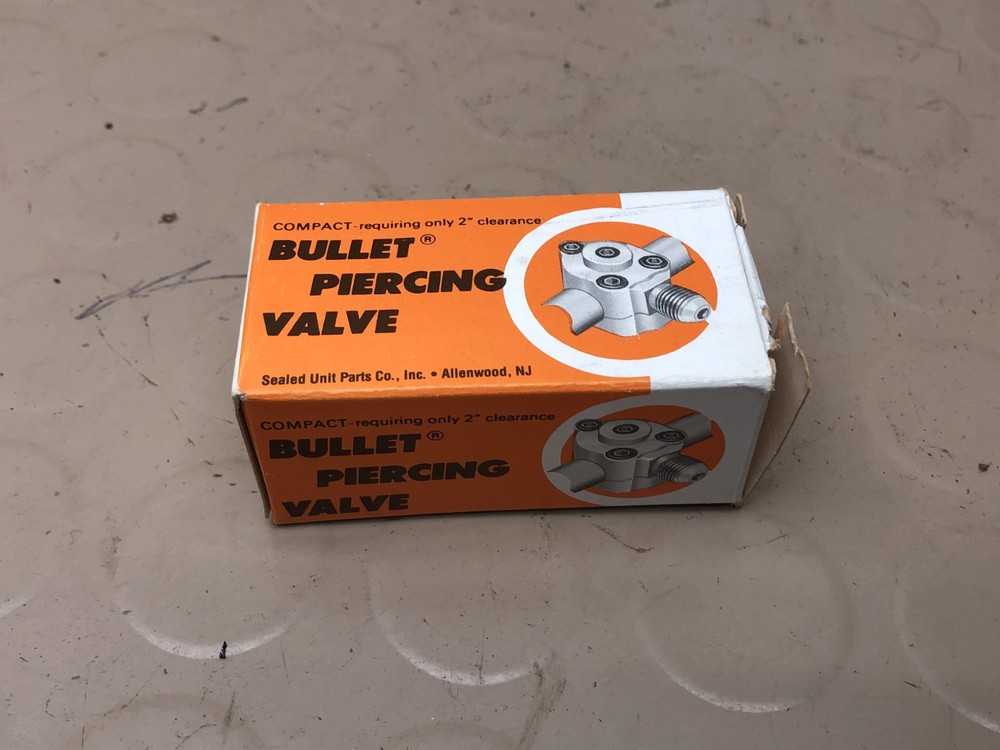 COMPACT-requiring only 2" clearance
BULLET®
PIERCING
VALVE
Sealed Unit Parts Co., Inc. • Allenwood, NJ
COMPACT-requiring only 2" clearance
BULLET®
PIERCING
VALVE